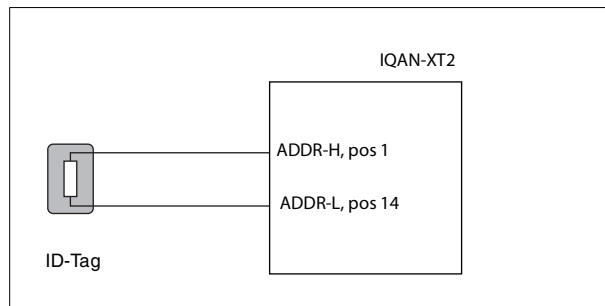 IQAN-XT2
ADDR-H, pos 1
ADDR-L, pos 14
ID-Tag